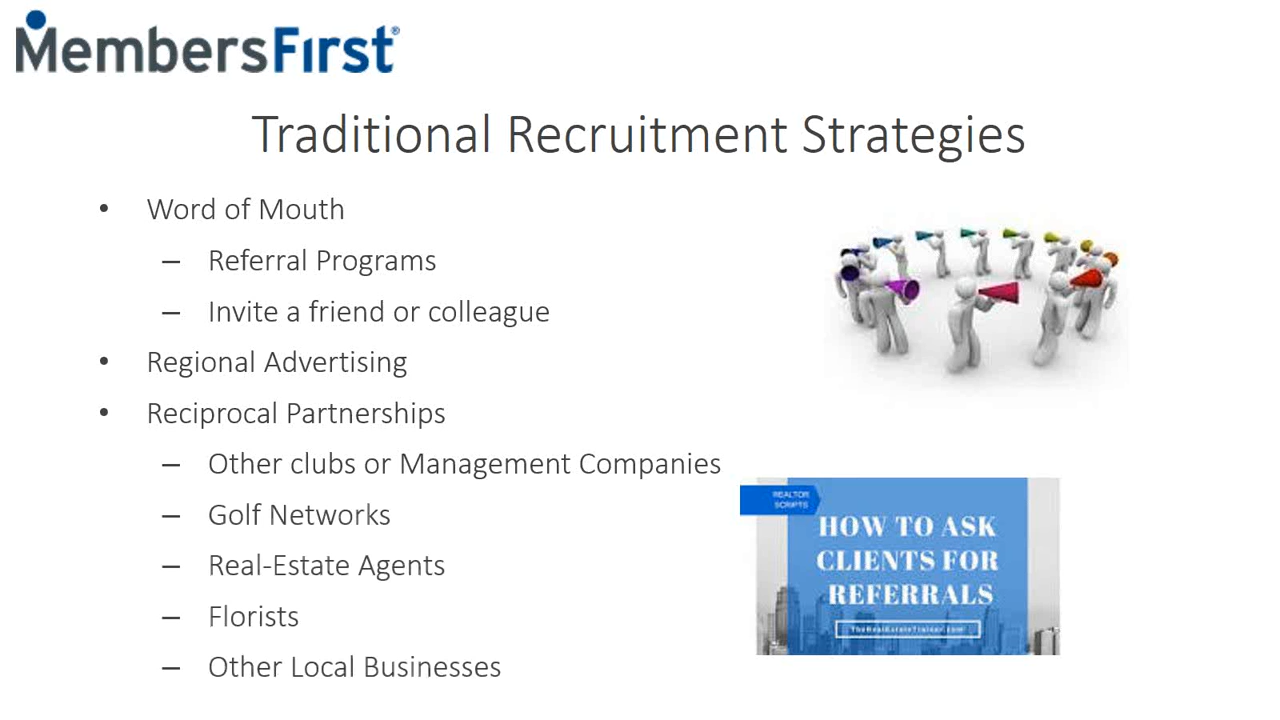 MembersFirst®
Traditional Recruitment Strategies
• Word of Mouth
– Referral Programs
– Invite a friend or colleague
• Regional Advertising
• Reciprocal Partnerships
– Other clubs or Management Companies
– Golf Networks
– Real-Estate Agents
– Florists
– Other Local Businesses
REALTOR
SCRIPTS
HOW TO ASK
CLIENTS FOR
REFERRALS
TheRealEstateTrainer.com